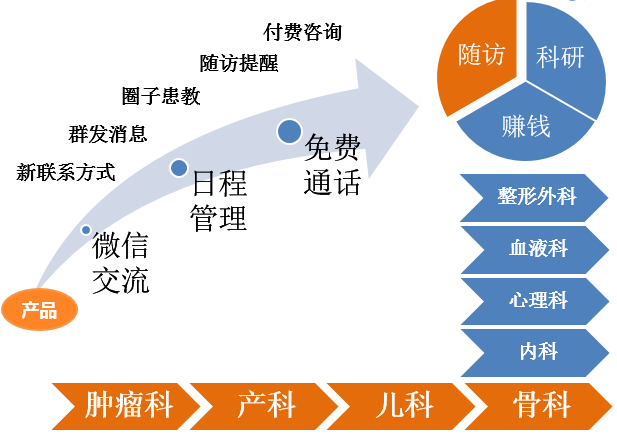 付费咨询
随访提醒
圈子患教
群发消息
新联系方式
免费
通话
日程
管理
微信
交流
产品
随访
科研
赚钱
整形外科
血液科
心理科
内科
肿瘤科
产科
儿科
骨科